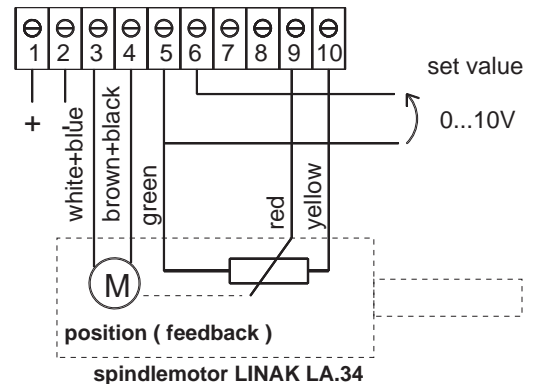 1 2 3 4 5 6 7 8 9 10
+
white+blue
brown+black
green
red
yellow
set value
0...10V
M
position ( feedback )
spindlemotor LINAK LA.34